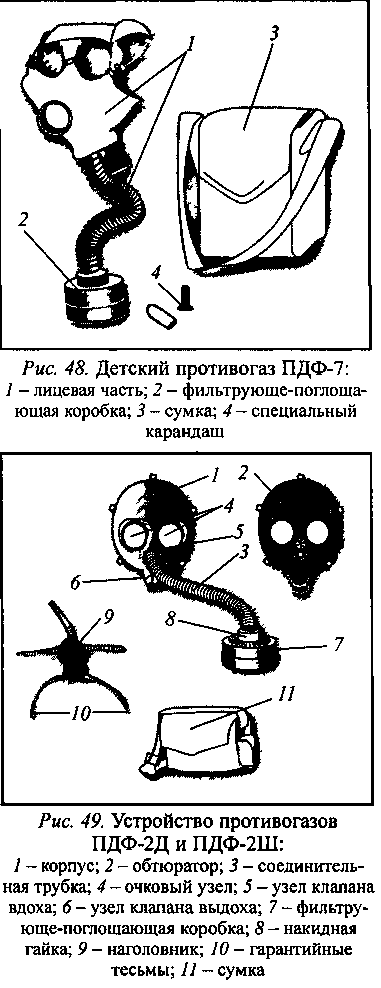 1
3
2
4
Рис. 48. Детский противогаз ПДФ-7:
1 – лицевая часть; 2 – фильтрующе-поглоща-
ющая коробка; 3 – сумка; 4 – специальный
карандаш
1
2
4
5
3
6
8
7
9
10
11
Рис. 49. Устройство противогазов
ПДФ-2Д и ПДФ-2Ш:
1 – корпус; 2 – обтюратор; 3 – соединитель-
ная трубка; 4 – очковый узел; 5 – узел клапана
вдоха; 6 – узел клапана выдоха; 7 – фильтру-
юще-поглощающая коробка; 8 – накидная
гайка; 9 – наголовник; 10 – гарантийные
тесьмы; 11 – сумка